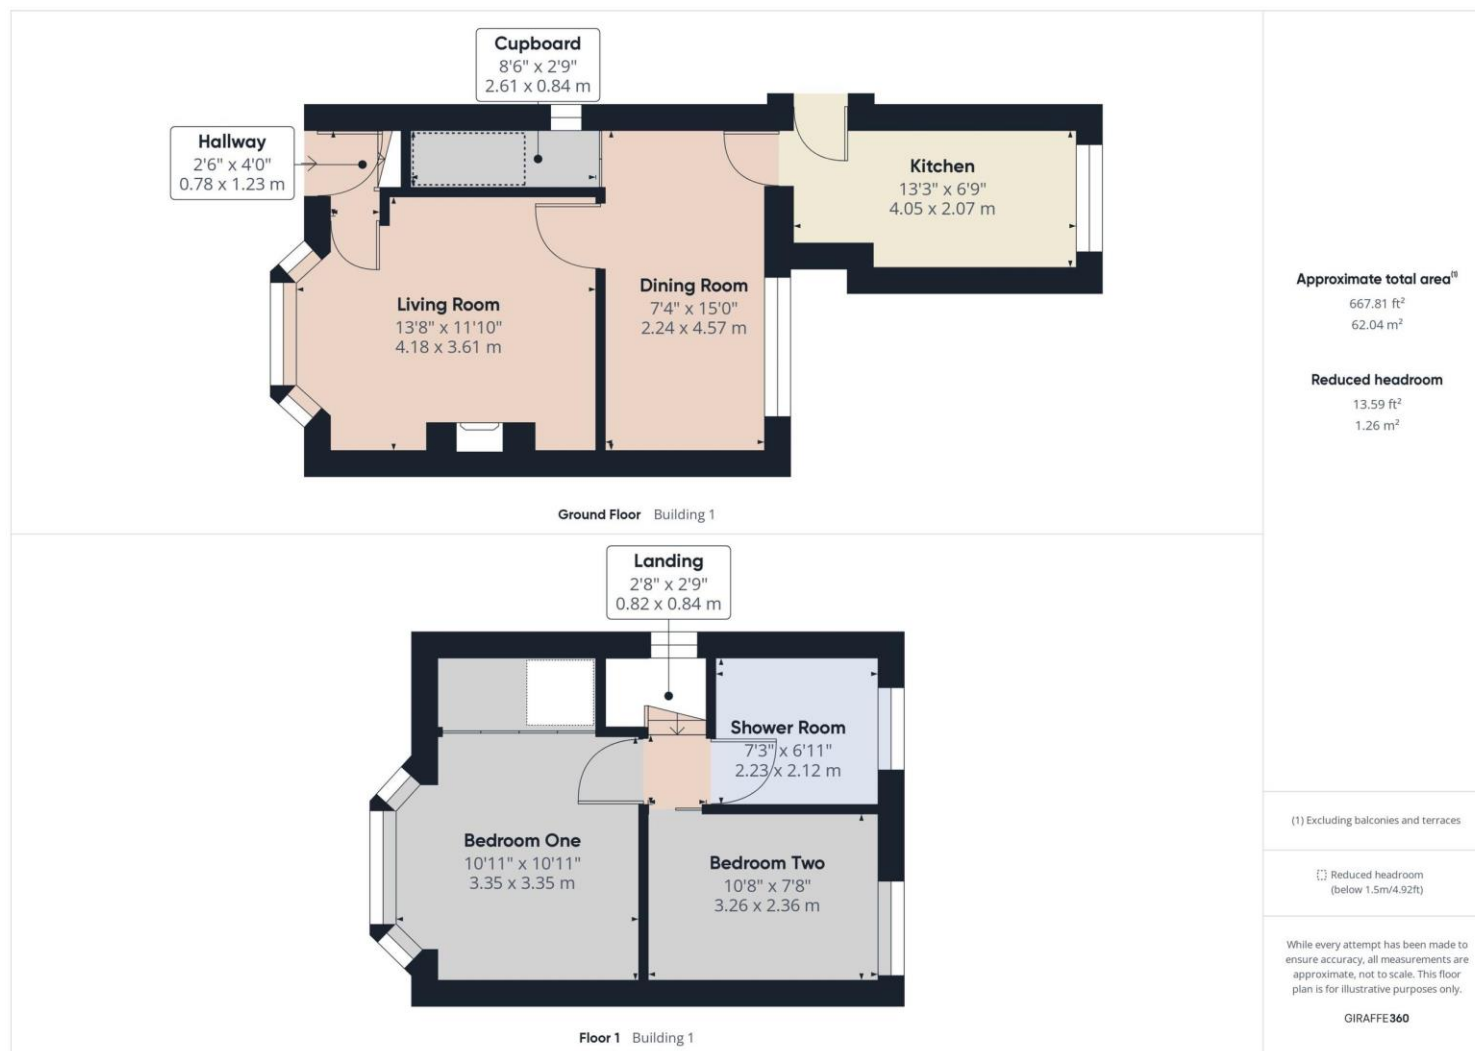 Cupboard
8'6" x 2'9"
2.61 x 0.84 m
Hallway
2'6" x 4'0"
0.78 x 1.23 m
Kitchen
13'3" x 6'9"
4.05 x 2.07 m
Living Room
13'8" x 11'10"
4.18 x 3.61 m
Dining Room
7'4" x 15'0"
2.24 x 4.57 m
Ground Floor Building 1
Landing
2'8" x 2'9"
0.82 x 0.84 m
Shower Room
7'3" x 6'11"
2.23 x 2.12 m
Bedroom One
10'11" x 10'11"
3.35 x 3.35 m
Bedroom Two
10'8" x 7'8"
3.26 x 2.36 m
Floor 1 Building 1
Approximate total area(1)
667.81 ft²
62.04 m²
Reduced headroom
13.59 ft²
1.26 m²
(1) Excluding balconies and terraces
Reduced headroom
(below 1.5m/4.92ft)
While every attempt has been made to
ensure accuracy, all measurements are
approximate, not to scale. This floor
plan is for illustrative purposes only.
GIRAFFE360